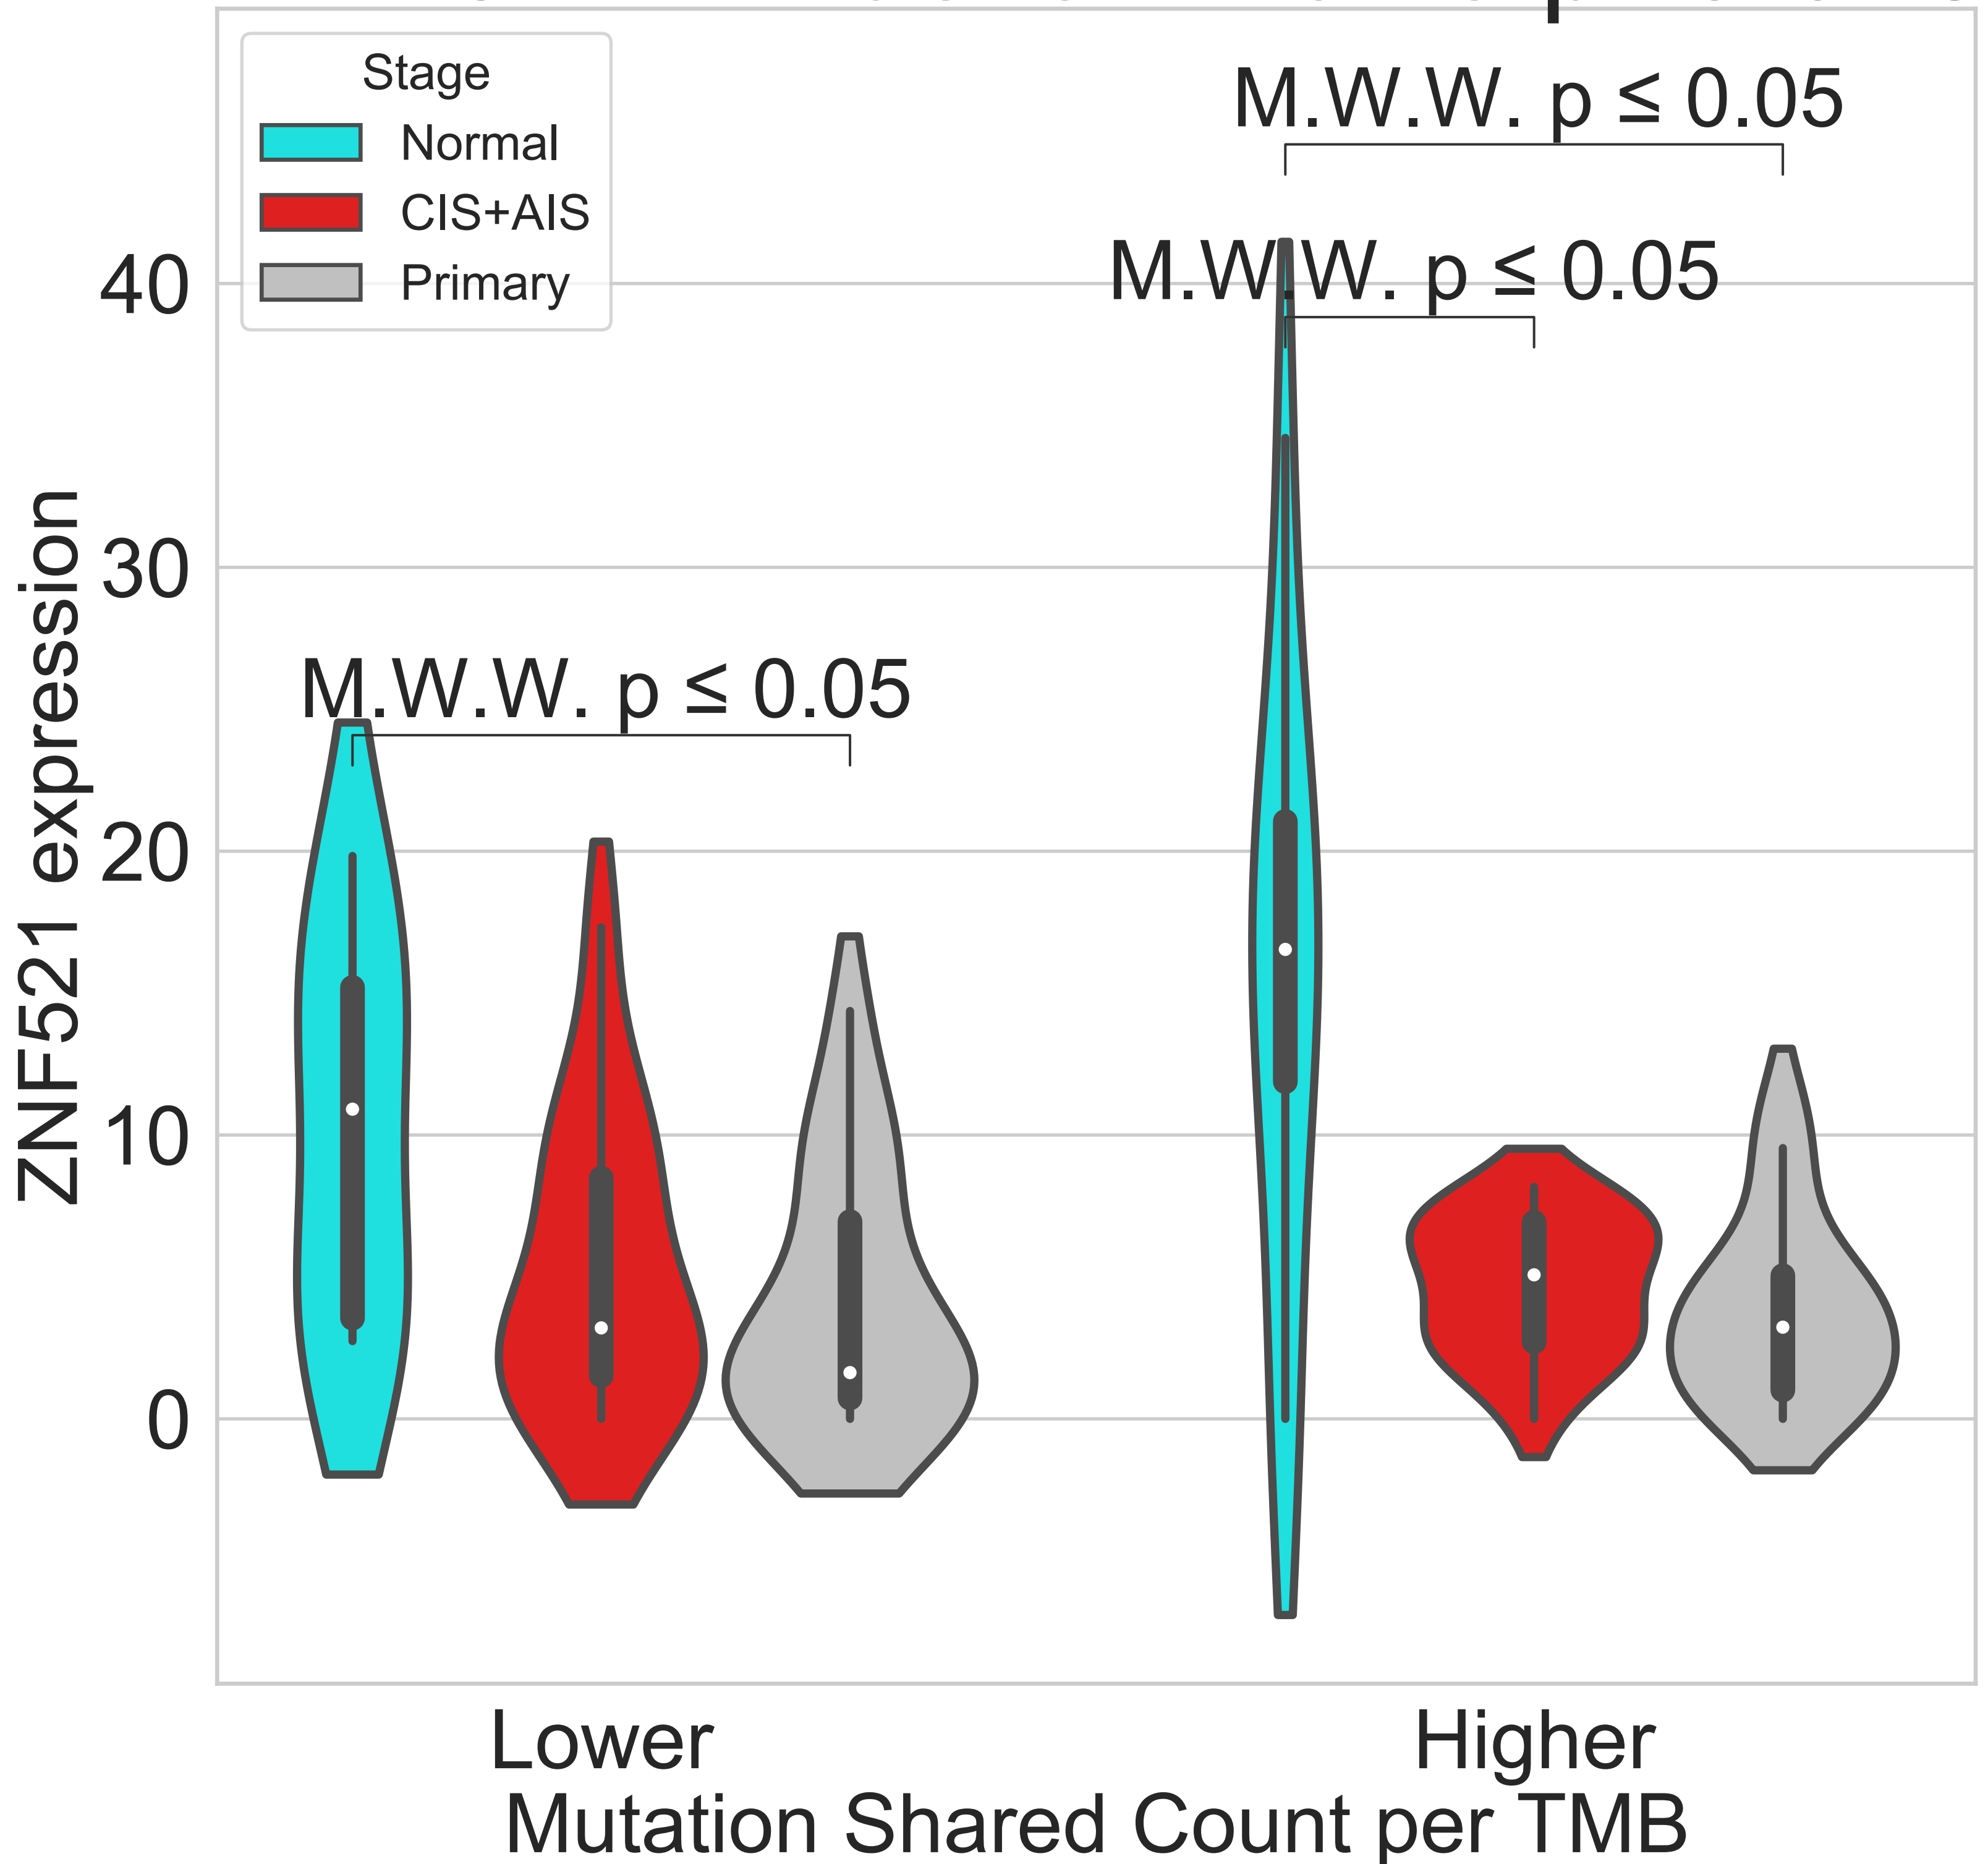 Stage
Normal
CIS+AIS
Primary
M.W.W. p ≤ 0.05
M.W.W. p ≤ 0.05
M.W.W. p ≤ 0.05
40
30
20
10
0
ZNF521 expression
Lower
Higher
Mutation Shared Count per TMB